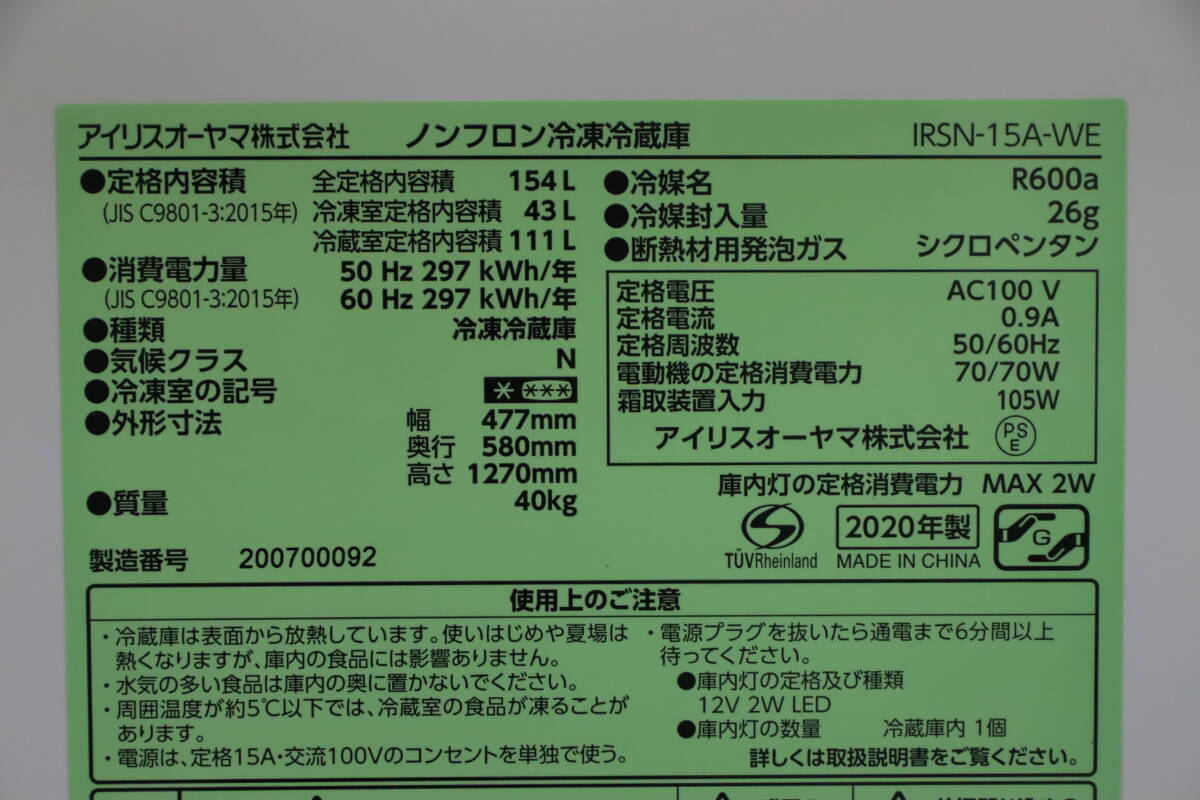 アイリスオーヤマ株式会社 ノンフロン冷凍冷蔵庫 IRSN-15A-WE
●定格内容積 全定格内容積 154 L
(JIS C9801-3:2015年) 冷凍室定格内容積 43 L
冷蔵室定格内容積 111 L
●消費電力量 50 Hz 297 kWh/年
(JIS C9801-3:2015年) 60 Hz 297 kWh/年
●種類 冷凍冷蔵庫
●気候クラス N
●冷凍室の記号 * ***
●外形寸法 幅 477mm
奥行 580mm
高さ 1270mm
●質量 40kg
製造番号 200700092
●冷媒名 R600a
●冷媒封入量 26g
●断熱材用発泡ガス シクロペンタン
定格電圧 AC100 V
定格電流 0.9A
定格周波数 50/60Hz
電動機の定格消費電力 70/70W
霜取装置入力 105W
アイリスオーヤマ株式会社 PSE
庫内灯の定格消費電力 MAX 2W
TÜVRheinland
2020年製
MADE IN CHINA
G
使用上のご注意
・冷蔵庫は表面から放熱しています。使いはじめや夏場は
熱くなりますが、庫内の食品には影響ありません。
・水気の多い食品は庫内の奥に置かないでください。
・周囲温度が約5℃以下では、冷蔵室の食品が凍ることが
あります。
・電源は、定格15A・交流100Vのコンセントを単独で使う。
・電源プラグを抜いたら通電まで6分間以上
待ってください。
●庫内灯の定格及び種類
12V 2W LED
●庫内灯の数量 冷蔵庫内 1個
詳しくは取扱説明書をご覧ください。